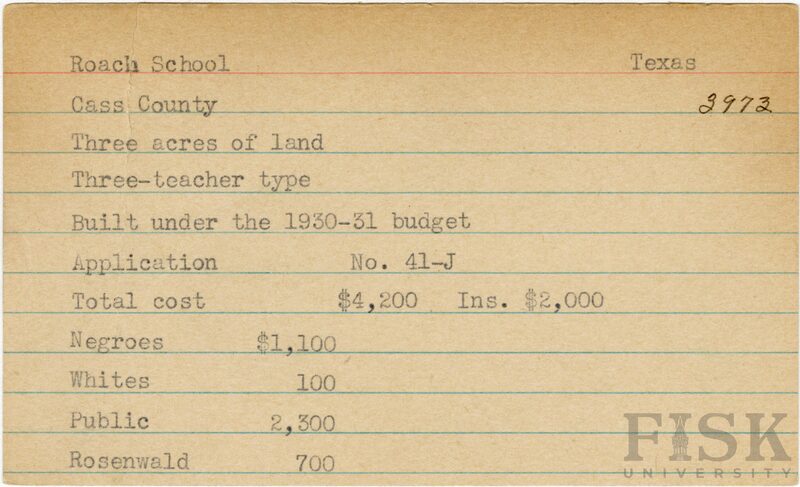 Roach School Texas
Cass County 3973
Three acres of land
Three-teacher type
Built under the 1930-31 budget
Application No. 41-J
Total cost $4,200 Ins. $2,000
Negroes $1,100
Whites 100
Public 2,300
Rosenwald 700
FISK
UNIVERSITY